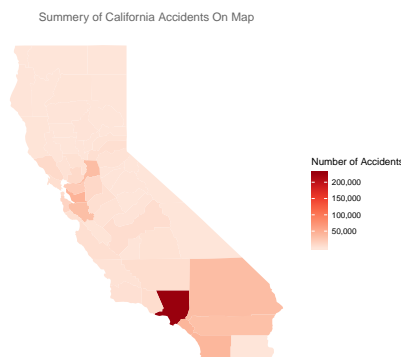 Summery of California Accidents On Map
Number of Accidents
200,000
150,000
100,000
50,000